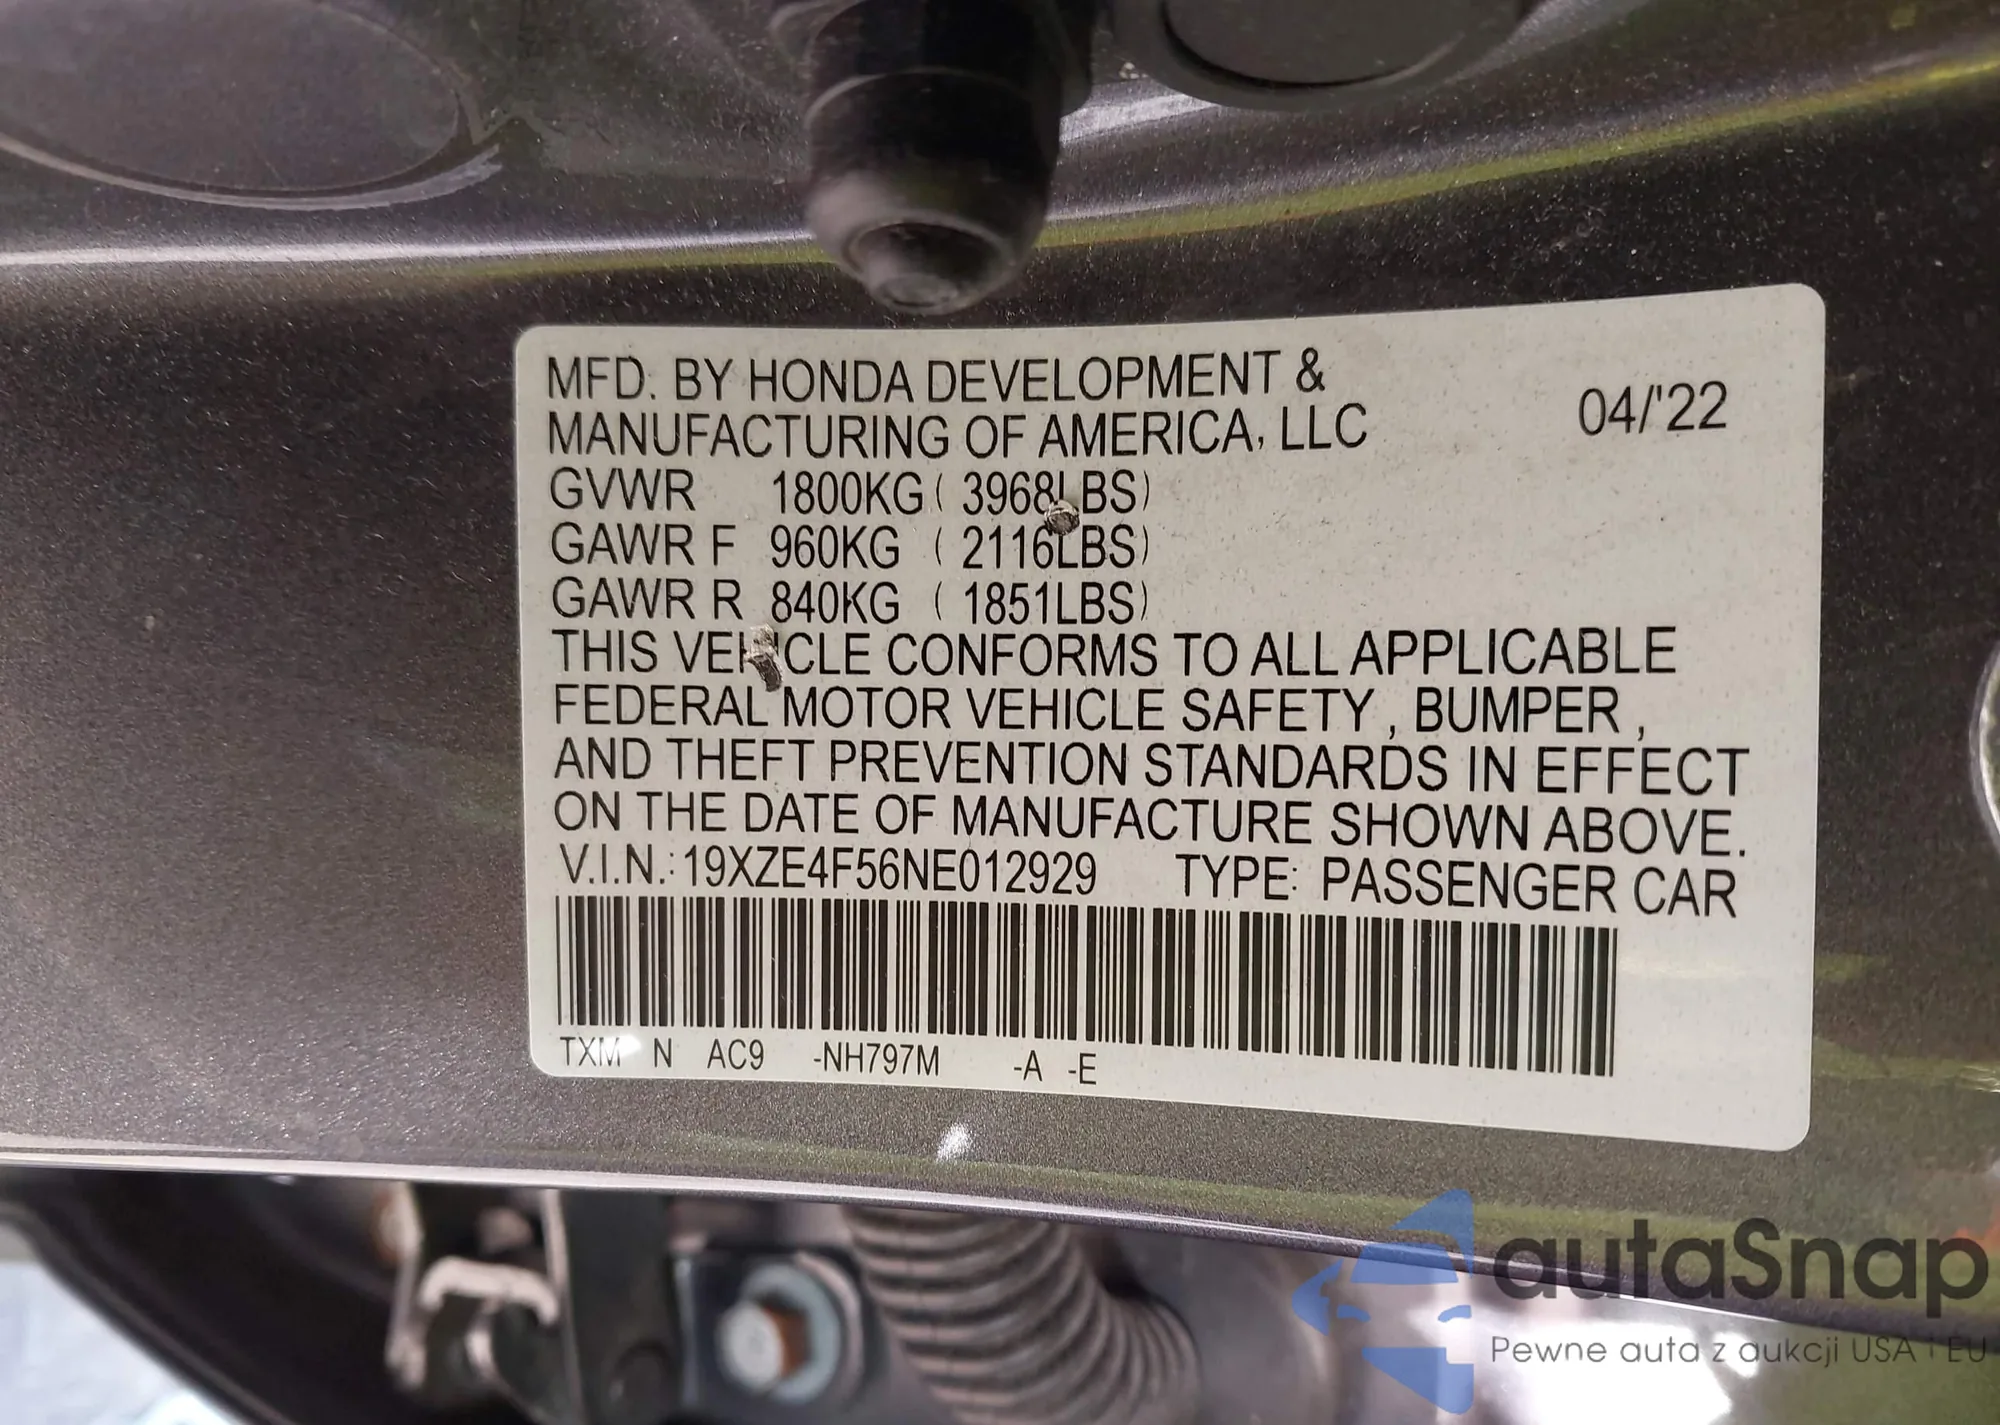 MFD. BY HONDA DEVELOPMENT &
MANUFACTURING OF AMERICA, LLC 04/'22
GVWR 1800KG ( 3968LBS)
GAWR F 960KG ( 2116LBS)
GAWR R 840KG ( 1851LBS)
THIS VEHICLE CONFORMS TO ALL APPLICABLE
FEDERAL MOTOR VEHICLE SAFETY , BUMPER ,
AND THEFT PREVENTION STANDARDS IN EFFECT
ON THE DATE OF MANUFACTURE SHOWN ABOVE.
V.I.N.: 19XZE4F56NE012929 TYPE: PASSENGER CAR
TXM N AC9 -NH797M -A -E
autaSnap
Pewne auta z aukcji USA i EU